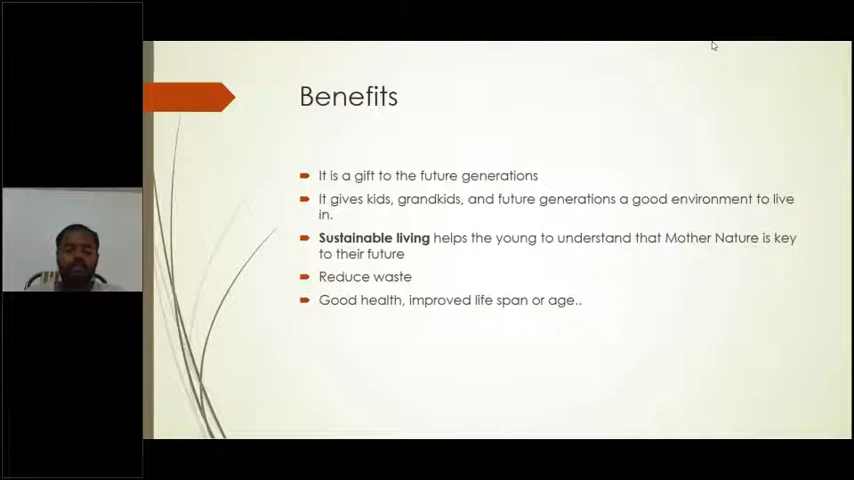 Benefits
It is a gift to the future generations
It gives kids, grandkids, and future generations a good environment to live
in.
Sustainable living helps the young to understand that Mother Nature is key
to their future
Reduce waste
Good health, improved life span or age..